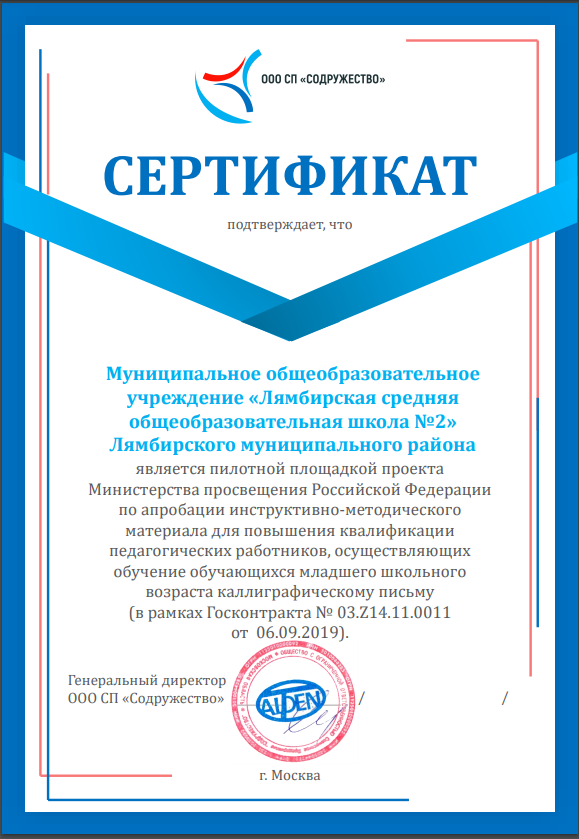 ООО СП «СОДРУЖЕСТВО»
СЕРТИФИКАТ
подтверждает, что
Муниципальное общеобразовательное
учреждение «Лямбирская средняя
общеобразовательная школа №2»
Лямбирского муниципального района
является пилотной площадкой проекта
Министерства просвещения Российской Федерации
по апробации инструктивно-методического
материала для повышения квалификации
педагогических работников, осуществляющих
обучение обучающихся младшего школьного
возраста каллиграфическому письму
(в рамках Госконтракта № 03.Z14.11.0011
от 06.09.2019).
Генеральный директор
ООО СП «Содружество»
/ /
AIDEN
г. Москва